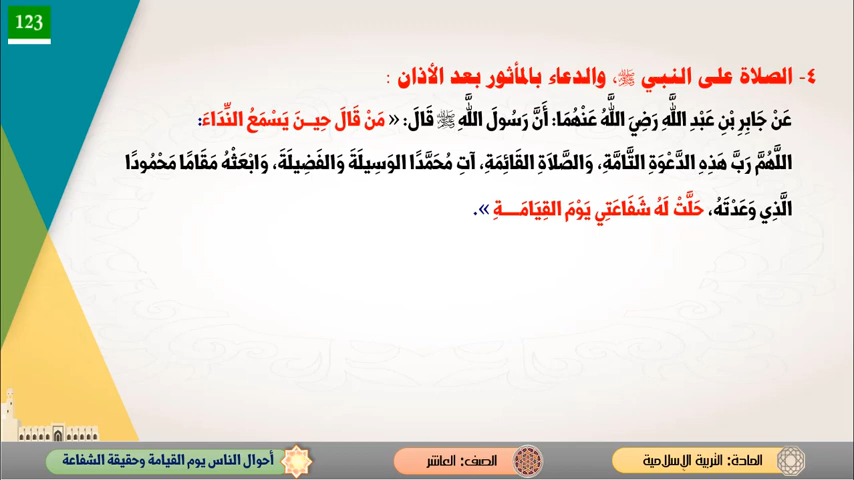 123
٤- الصلاة على النبي ﷺ، والدعاء بالمأثور بعد الأذان :
عَنْ جَابِرِ بْنِ عَبْدِ اللَّهِ رَضِيَ اللَّهُ عَنْهُمَا: أَنَّ رَسُولَ اللَّهِ ﷺ قَالَ: « مَنْ قَالَ حِيـنَ يَسْمَعُ النِّدَاءَ:
اللَّهُمَّ رَبَّ هَذِهِ الدَّعْوَةِ التَّامَّةِ، وَالصَّلَاةِ القَائِمَةِ، آتِ مُحَمَّدًا الوَسِيلَةَ وَالفَضِيلَةَ، وَابْعَثْهُ مَقَامًا مَحْمُودًا
الَّذِي وَعَدْتَهُ، حَلَّتْ لَهُ شَفَاعَتِي يَوْمَ القِيَامَـــةِ ».
المادة: التربية الإسلامية
الصف: العاشر
أحوال الناس يوم القيامة وحقيقة الشفاعة